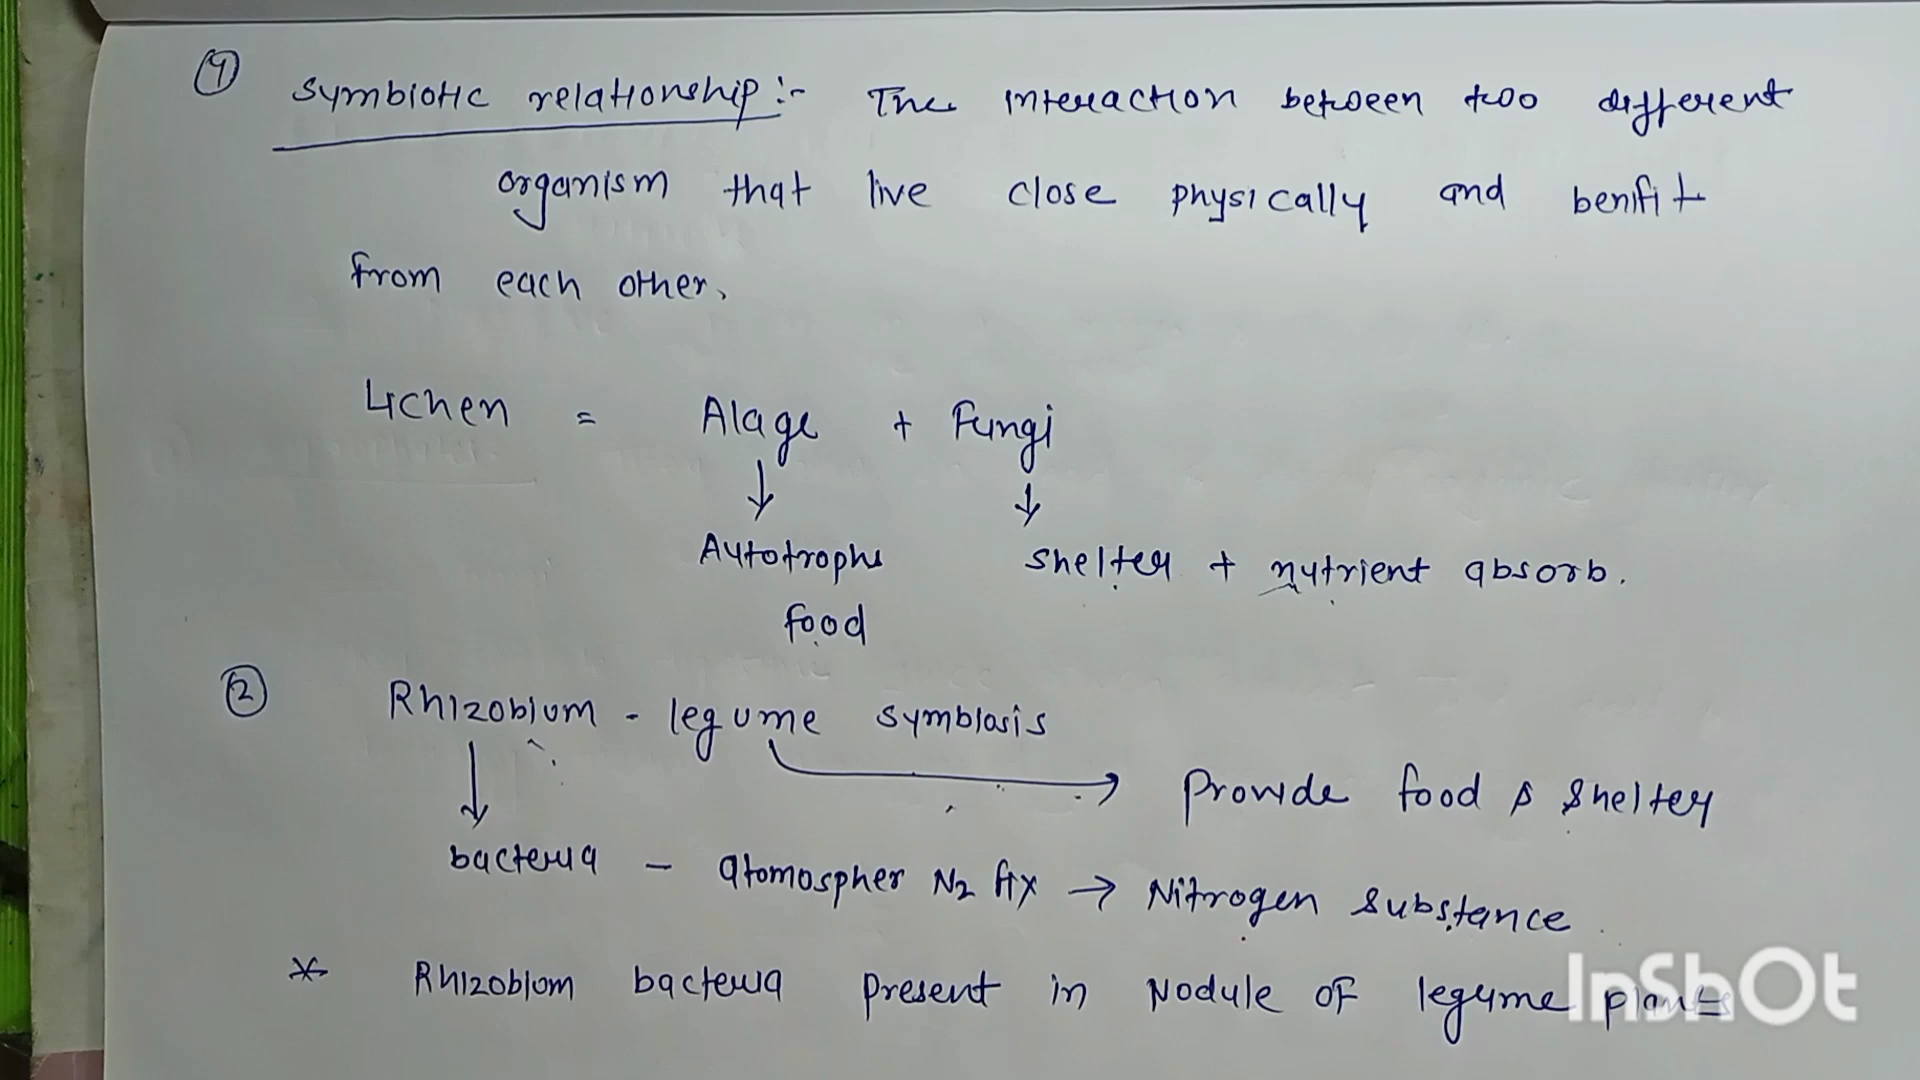 ① Symbiotic relationship :- The interaction between two different
organism that live close physically and benifit
from each other,
Lichen = Alage + Fungi
↓ ↓
Autotrophs shelter + nutrient absorb.
food
② Rhizobium - legume symbiosis
↓ → provide food & shelter
bacteria - atomospher N2 fix → Nitrogen substance
* Rhizobium bacteria present in Nodule of legume plants
InShOt